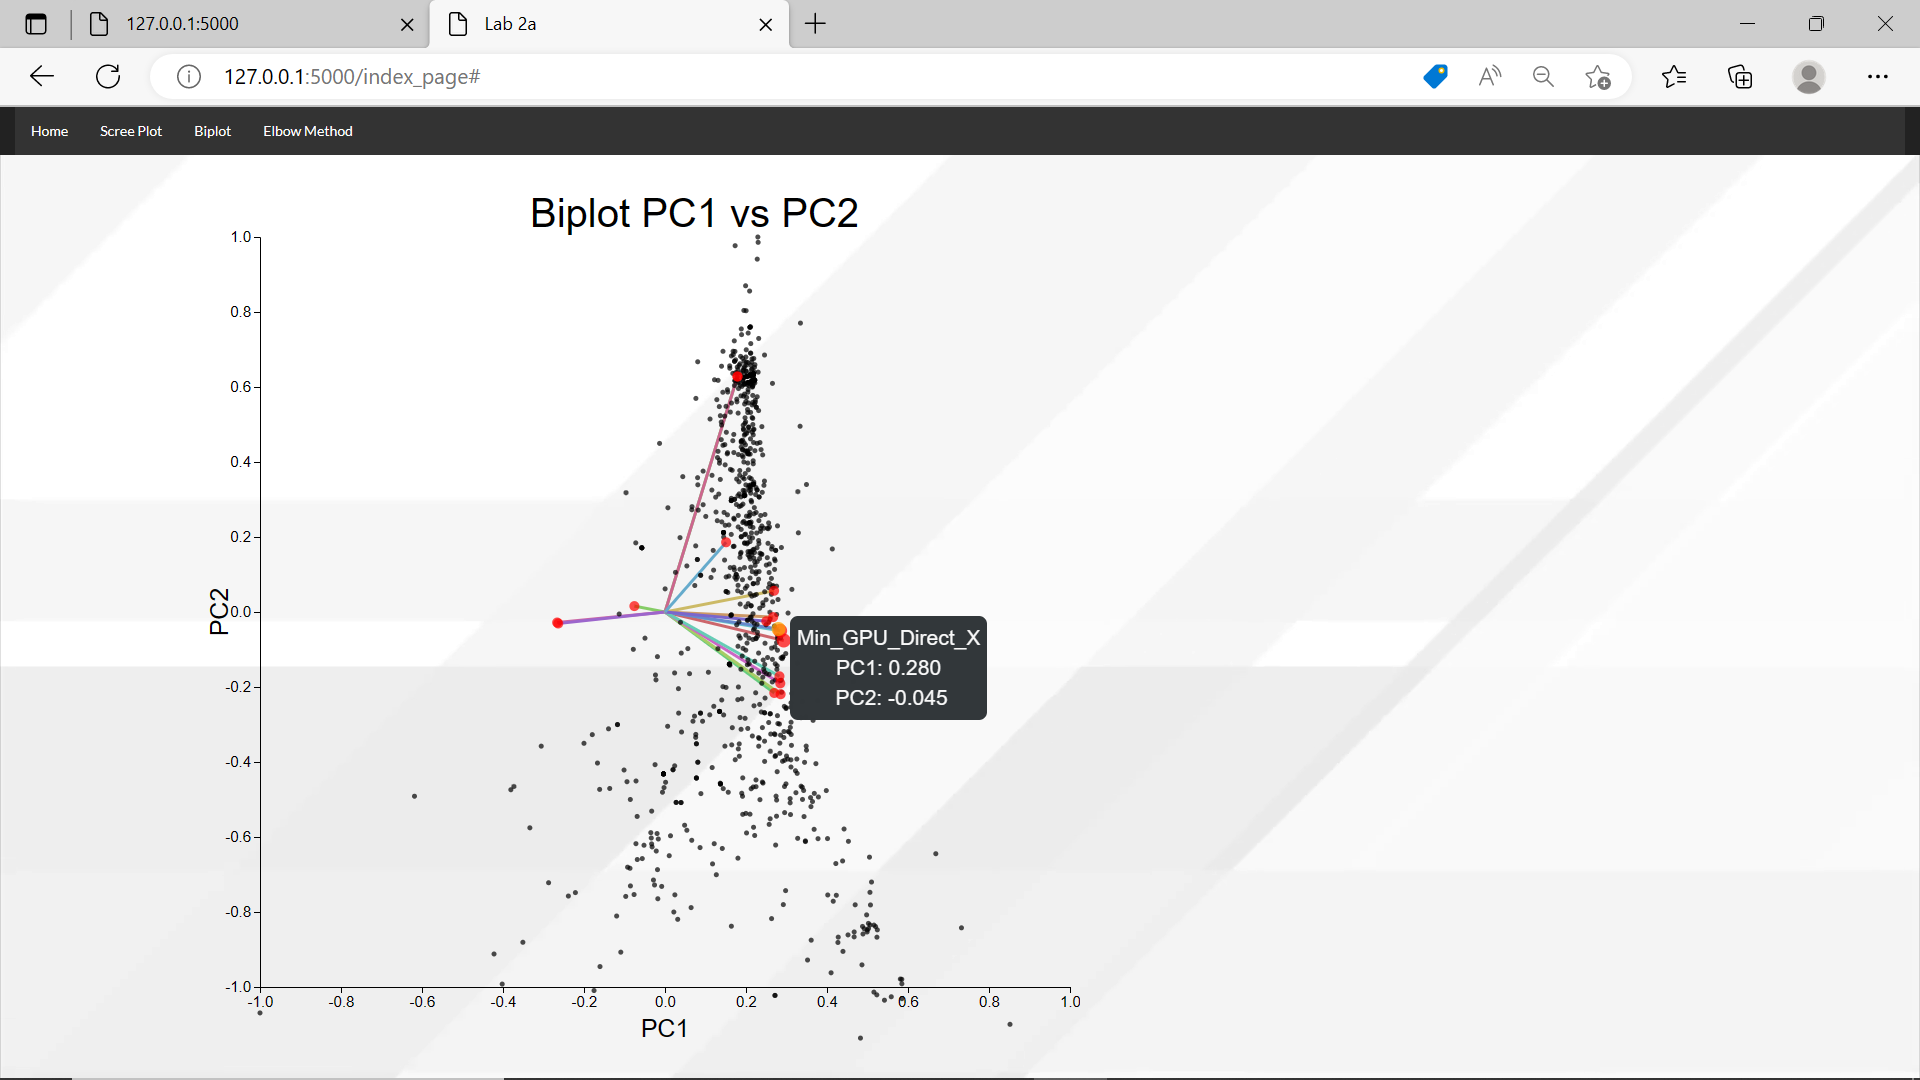 127.0.0.1:5000
Lab 2a
127.0.0.1:5000/index_page#
Home
Scree Plot
Biplot
Elbow Method
Biplot PC1 vs PC2
1.0
0.8
0.6
0.4
0.2
0.0
-0.2
-0.4
-0.6
-0.8
-1.0
PC2
Min_GPU_Direct_X
PC1: 0.280
PC2: -0.045
-1.0
-0.8
-0.6
-0.4
-0.2
0.0
0.2
0.4
0.6
0.8
1.0
PC1